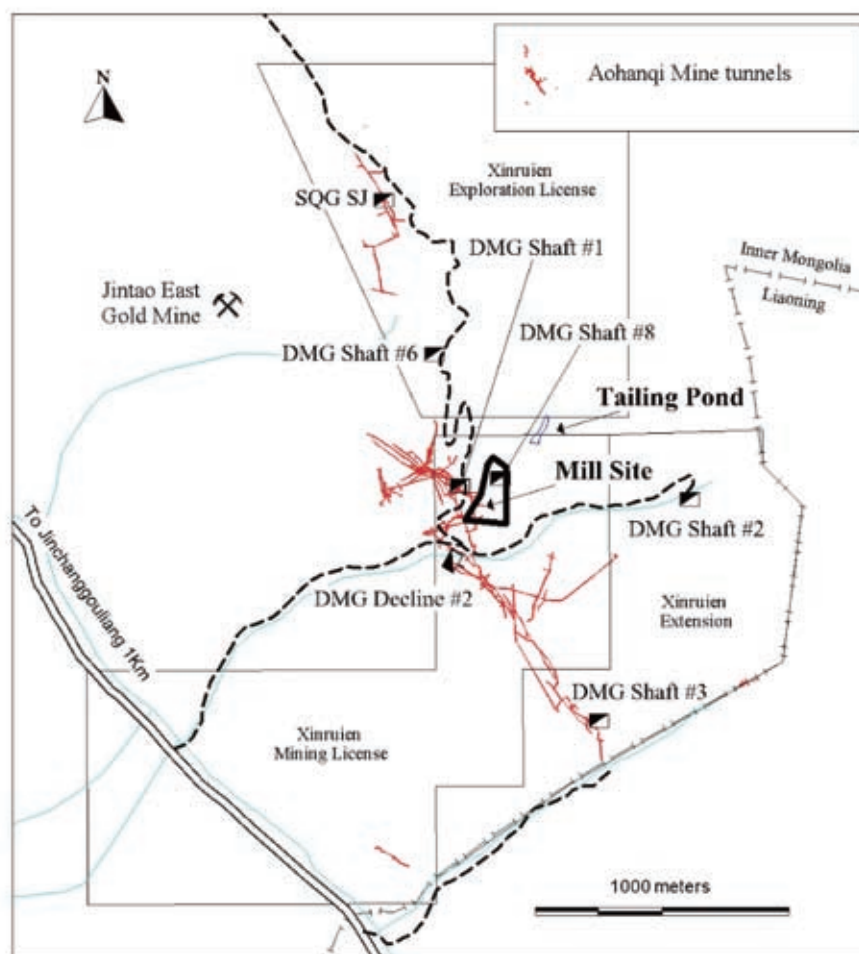 N
Aohanqi Mine tunnels
Xinruien
Exploration License
SQG SJ
DMG Shaft #1
Inner Mongolia
Liaoning
Jintao East
Gold Mine
DMG Shaft #6
DMG Shaft #8
Tailing Pond
Mill Site
DMG Shaft #2
To Jinchanggouliang 1Km
DMG Decline #2
Xinruien
Extension
DMG Shaft #3
Xinruien
Mining License
1000 meters